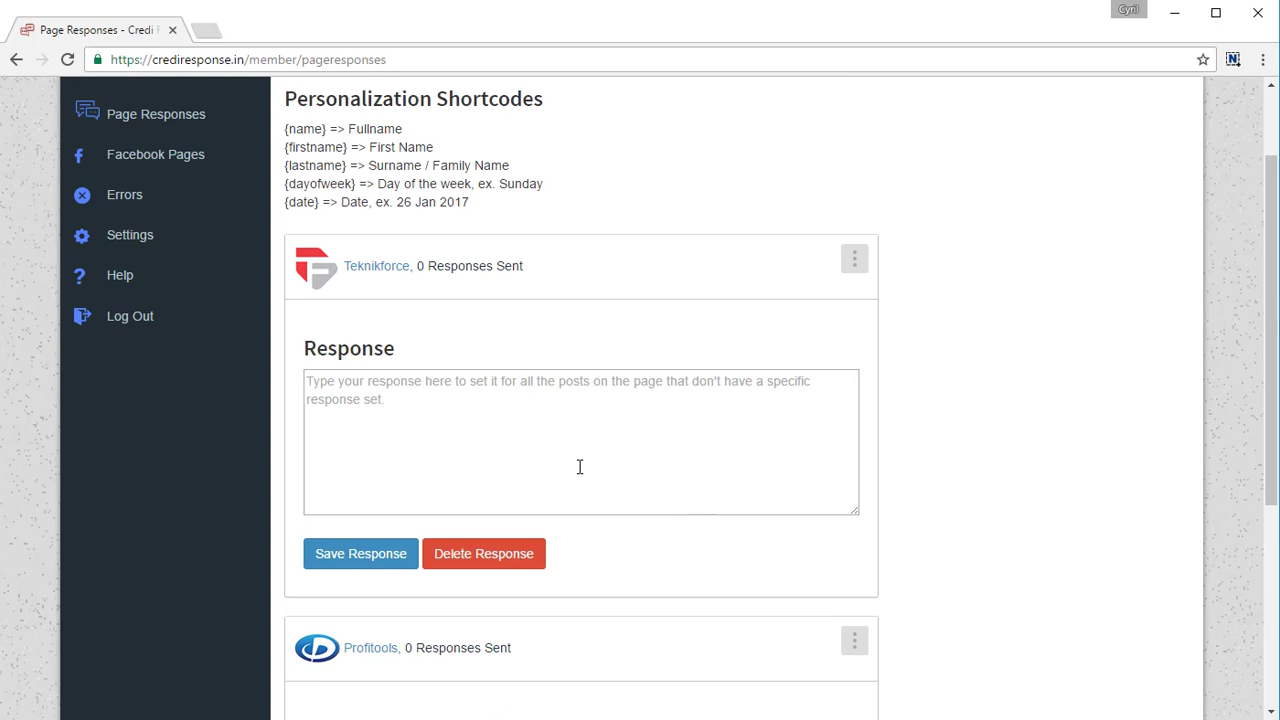 Cyril
Page Responses - Credi
https://crediresponse.in/member/pageresponses
N
Page Responses
Facebook Pages
Errors
Settings
Help
Log Out
Personalization Shortcodes
{name} => Fullname
{firstname} => First Name
{lastname} => Surname / Family Name
{dayofweek} => Day of the week, ex. Sunday
{date} => Date, ex. 26 Jan 2017
Teknikforce, 0 Responses Sent
Response
Type your response here to set it for all the posts on the page that don't have a specific
response set.
Save Response Delete Response
Profitools, 0 Responses Sent